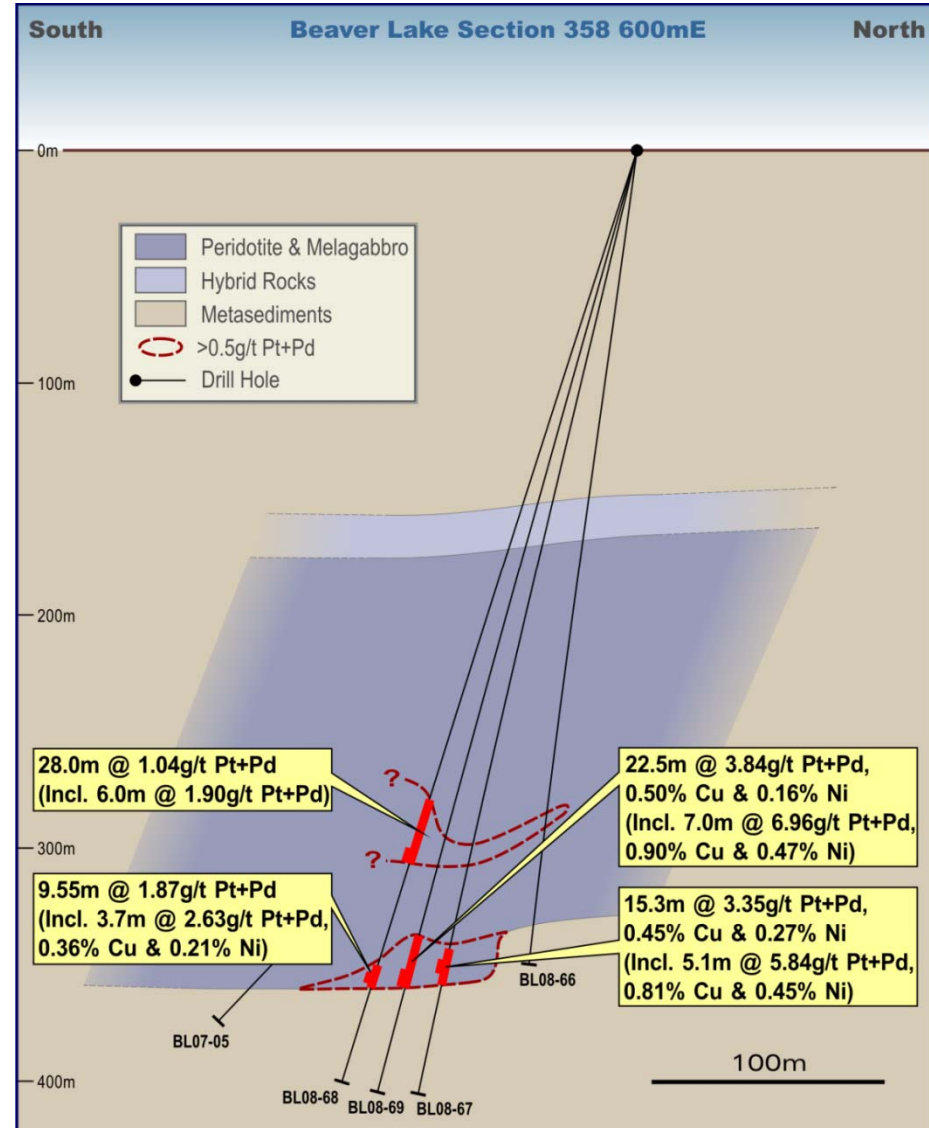 South
Beaver Lake Section 358 600mE
North
0m
100m
200m
300m
400m
Peridotite & Melagabbro
Hybrid Rocks
Metasediments
>0.5g/t Pt+Pd
Drill Hole
28.0m @ 1.04g/t Pt+Pd
(Incl. 6.0m @ 1.90g/t Pt+Pd)
?
?
22.5m @ 3.84g/t Pt+Pd,
0.50% Cu & 0.16% Ni
(Incl. 7.0m @ 6.96g/t Pt+Pd,
0.90% Cu & 0.47% Ni)
9.55m @ 1.87g/t Pt+Pd
(Incl. 3.7m @ 2.63g/t Pt+Pd,
0.36% Cu & 0.21% Ni)
15.3m @ 3.35g/t Pt+Pd,
0.45% Cu & 0.27% Ni
(Incl. 5.1m @ 5.84g/t Pt+Pd,
0.81% Cu & 0.45% Ni)
BL08-66
BL07-05
BL08-68
BL08-69
BL08-67
100m